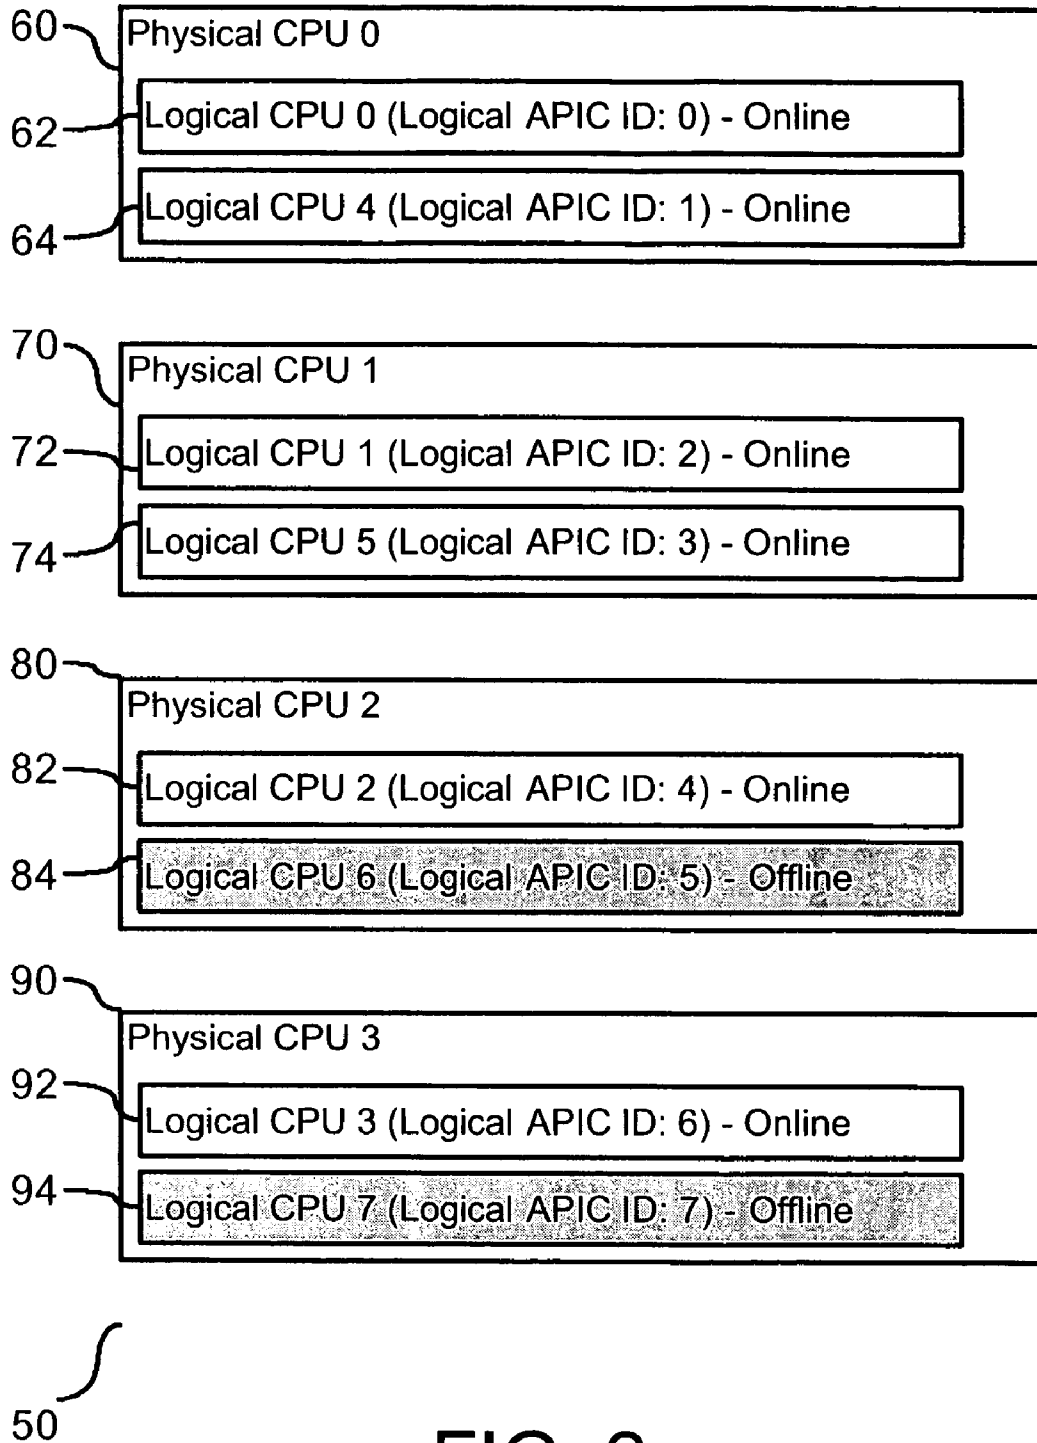 60
Physical CPU 0
62
Logical CPU 0 (Logical APIC ID: 0) - Online
64
Logical CPU 4 (Logical APIC ID: 1) - Online
70
Physical CPU 1
72
Logical CPU 1 (Logical APIC ID: 2) - Online
74
Logical CPU 5 (Logical APIC ID: 3) - Online
80
Physical CPU 2
82
Logical CPU 2 (Logical APIC ID: 4) - Online
84
Logical CPU 6 (Logical APIC ID: 5) - Offline
90
Physical CPU 3
92
Logical CPU 3 (Logical APIC ID: 6) - Online
94
Logical CPU 7 (Logical APIC ID: 7) - Offline
50